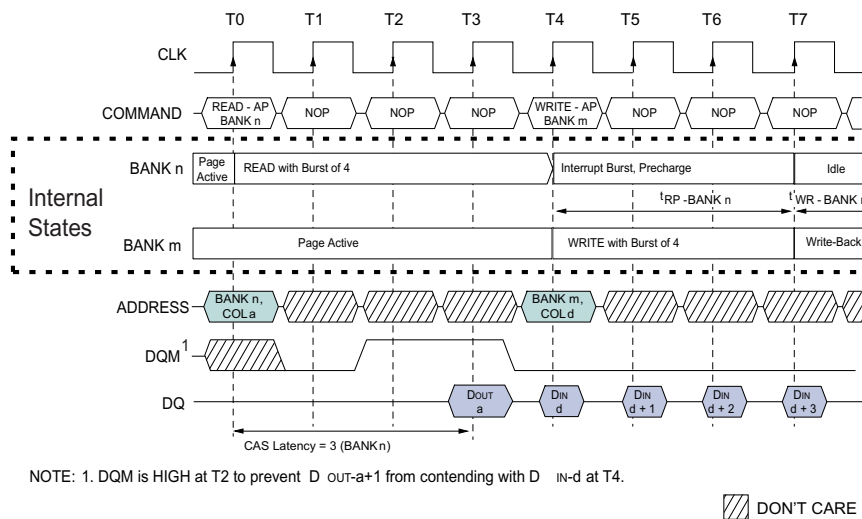 T0 T1 T2 T3 T4 T5 T6 T7
CLK
COMMAND
READ - AP
BANK n
NOP
NOP
NOP
WRITE - AP
BANK m
NOP
NOP
NOP
Internal
States
BANK n
Page
Active
READ with Burst of 4
Interrupt Burst, Precharge
Idle
tRP - BANK n
tWR - BANK
BANK m
Page Active
WRITE with Burst of 4
Write-Back
ADDRESS
BANK n,
COL a
BANK m,
COL d
DQM1
DQ
DOUT
a
DIN
d
DIN
d + 1
DIN
d + 2
DIN
d + 3
CAS Latency = 3 (BANK n)
NOTE: 1. DQM is HIGH at T2 to prevent D OUT-a+1 from contending with D IN-d at T4.
DON'T CARE